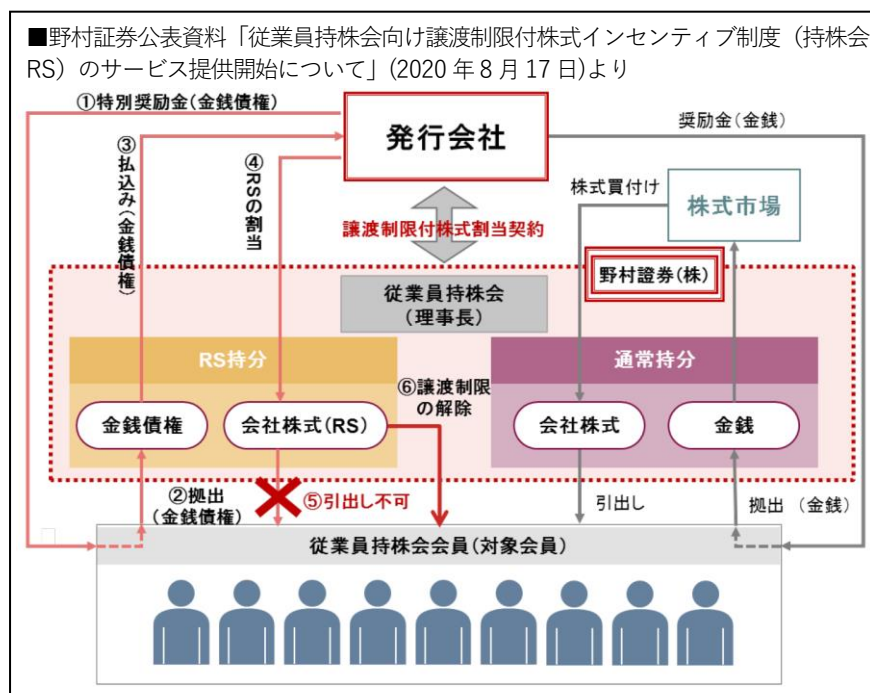 ■野村証券公表資料「従業員持株会向け譲渡制限付株式インセンティブ制度（持株会
RS）のサービス提供開始について」(2020 年 8 月 17 日)より
①特別奨励金(金銭債権)
発行会社
奨励金(金銭)
③払込み(金銭債権)
④RSの割当
株式買付け
株式市場
譲渡制限付株式割当契約
野村證券(株)
従業員持株会
(理事長)
RS持分
通常持分
⑥譲渡制限
の解除
金銭債権
会社株式(RS)
会社株式
金銭
②拠出
(金銭債権)
⑤引出し不可
引出し
拠出 (金銭)
従業員持株会会員(対象会員)